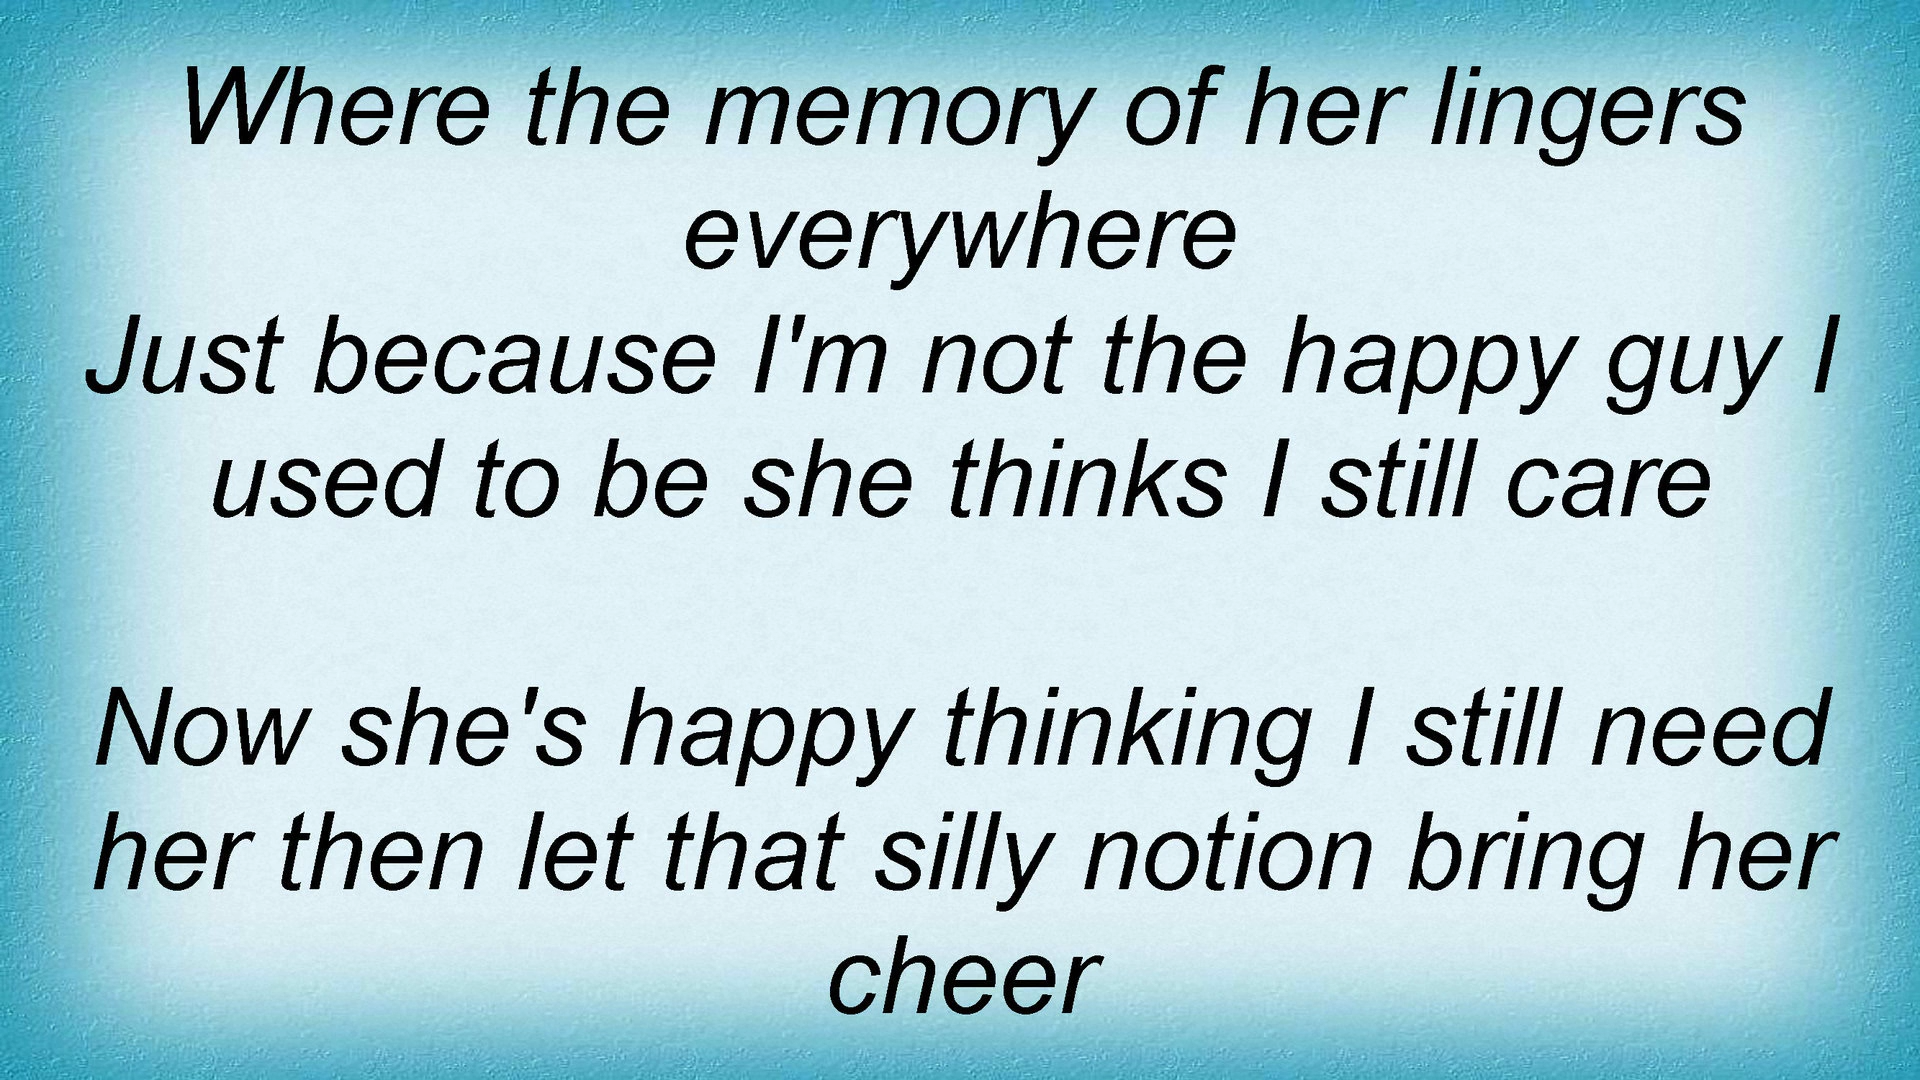 Where the memory of her lingers
everywhere
Just because I'm not the happy guy I
used to be she thinks I still care

Now she's happy thinking I still need
her then let that silly notion bring her
cheer